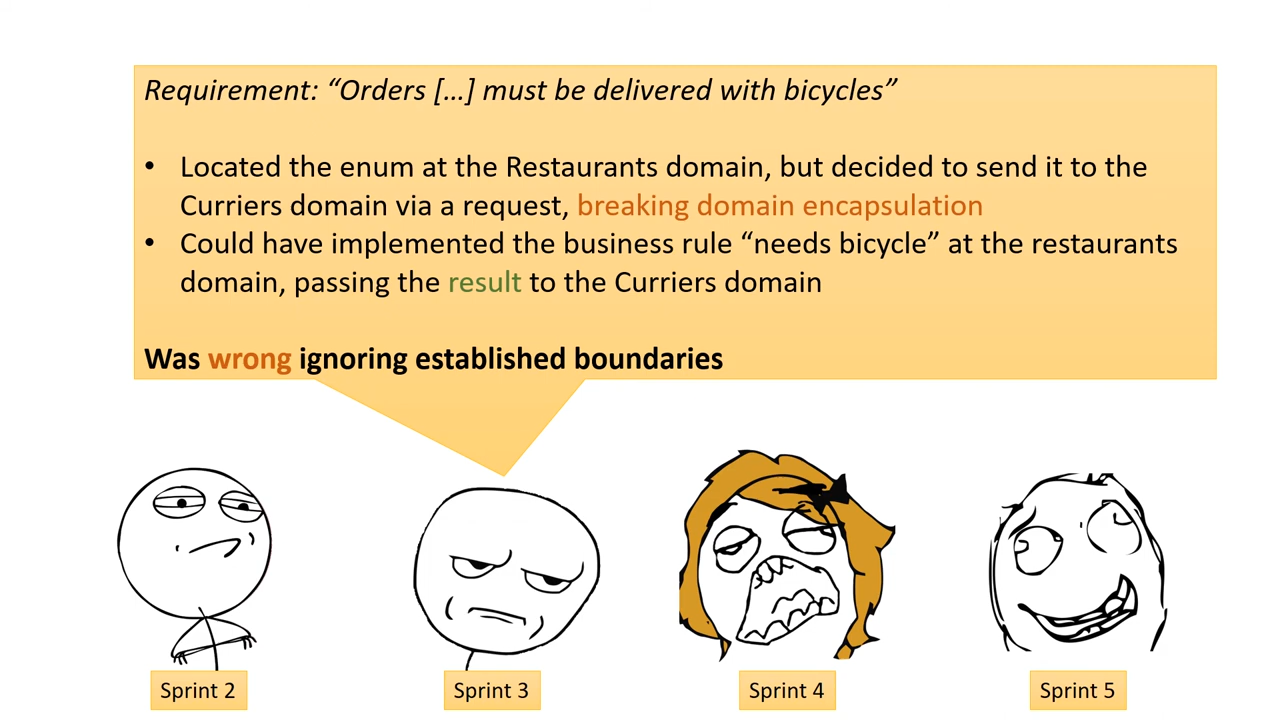 Requirement: “Orders […] must be delivered with bicycles”
• Located the enum at the Restaurants domain, but decided to send it to the
Curriers domain via a request, breaking domain encapsulation
• Could have implemented the business rule “needs bicycle” at the restaurants
domain, passing the result to the Curriers domain
Was wrong ignoring established boundaries
Sprint 2
Sprint 3
Sprint 4
Sprint 5